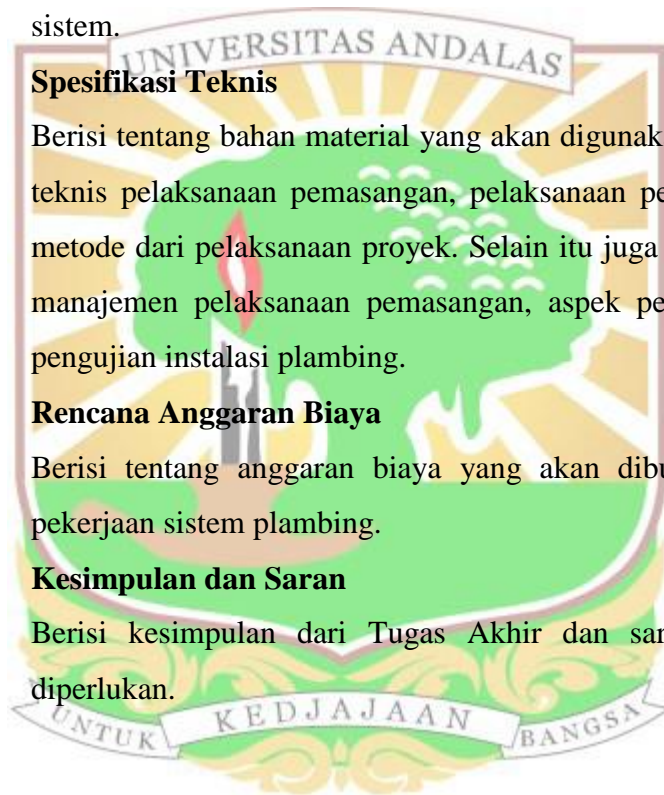 sistem.
UNIVERSITAS ANDALAS
Spesifikasi Teknis
Berisi tentang bahan material yang akan digunak
teknis pelaksanaan pemasangan, pelaksanaan pe
metode dari pelaksanaan proyek. Selain itu juga
manajemen pelaksanaan pemasangan, aspek pe
pengujian instalasi plambing.
Rencana Anggaran Biaya
Berisi tentang anggaran biaya yang akan dibu
pekerjaan sistem plambing.
Kesimpulan dan Saran
Berisi kesimpulan dari Tugas Akhir dan sar
diperlukan.
UNTUK KEDJAJAAN BANGSA